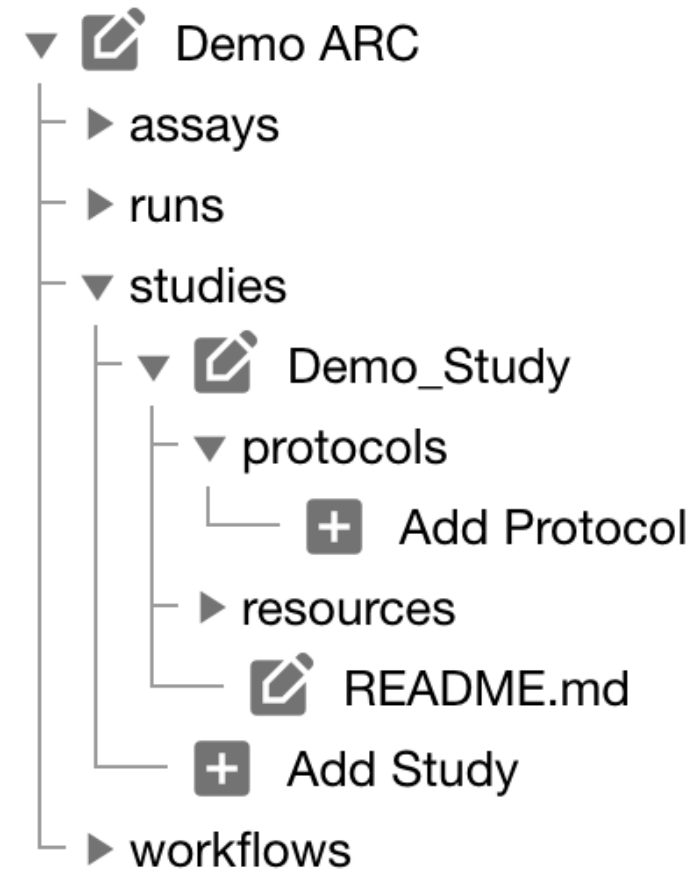 Demo ARC
assays
runs
studies
Demo_Study
protocols
Add Protocol
resources
README.md
Add Study
workflows